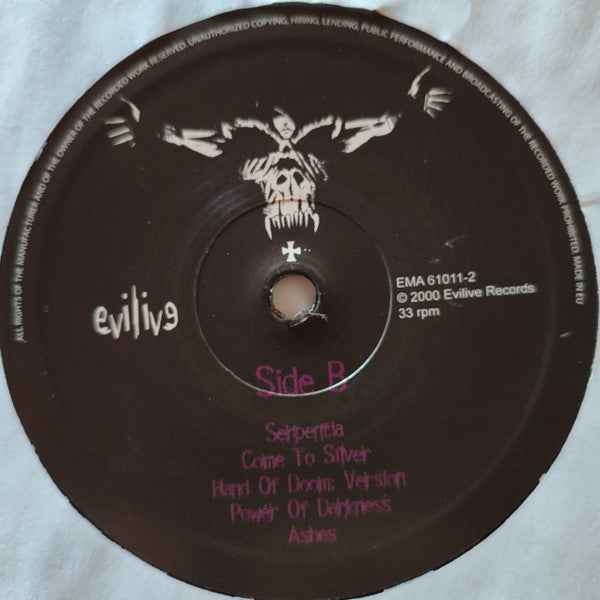 ALL RIGHTS OF THE MANUFACTURER AND OF THE OWNER OF THE RECORDED WORK RESERVED. UNAUTHORIZED COPYING, HIRING, LENDING, PUBLIC PERFORMANCE AND BROADCASTING OF THE RECORDED WORK PROHIBITED. MADE IN EU
evilive
EMA 61011-2
© 2000 Evilive Records
33 rpm
Side B
Serpentia
Come To Silver
Hand Of Doom: Version
Power Of Darkness
Ashes